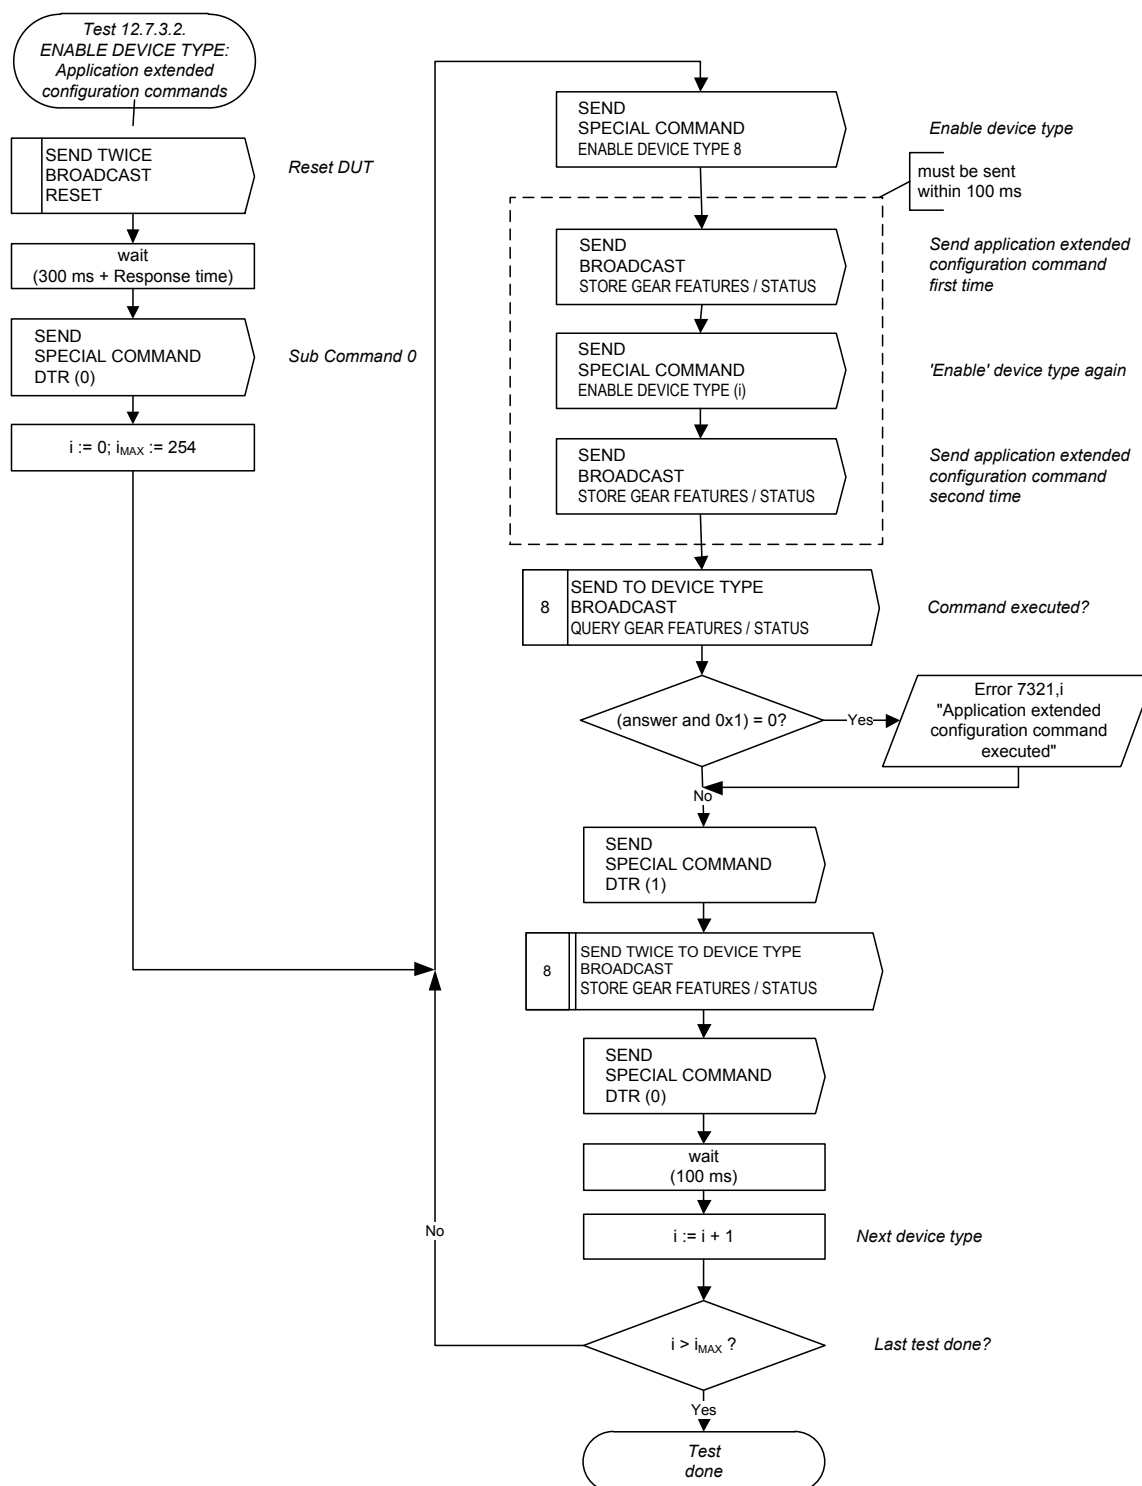 Test 12.7.3.2.
ENABLE DEVICE TYPE:
Application extended
configuration commands
SEND TWICE
BROADCAST
RESET
Reset DUT
wait
(300 ms + Response time)
SEND
SPECIAL COMMAND
DTR (0)
Sub Command 0
i := 0; iMAX := 254
SEND
SPECIAL COMMAND
ENABLE DEVICE TYPE 8
Enable device type
must be sent
within 100 ms
SEND
BROADCAST
STORE GEAR FEATURES / STATUS
Send application extended
configuration command
first time
SEND
SPECIAL COMMAND
ENABLE DEVICE TYPE (i)
'Enable' device type again
SEND
BROADCAST
STORE GEAR FEATURES / STATUS
Send application extended
configuration command
second time
8
SEND TO DEVICE TYPE
BROADCAST
QUERY GEAR FEATURES / STATUS
Command executed?
(answer and 0x1) = 0?
Yes
Error 7321,i
"Application extended
configuration command
executed"
No
SEND
SPECIAL COMMAND
DTR (1)
8
SEND TWICE TO DEVICE TYPE
BROADCAST
STORE GEAR FEATURES / STATUS
SEND
SPECIAL COMMAND
DTR (0)
wait
(100 ms)
i := i + 1
Next device type
No
i > iMAX ?
Last test done?
Yes
Test
done